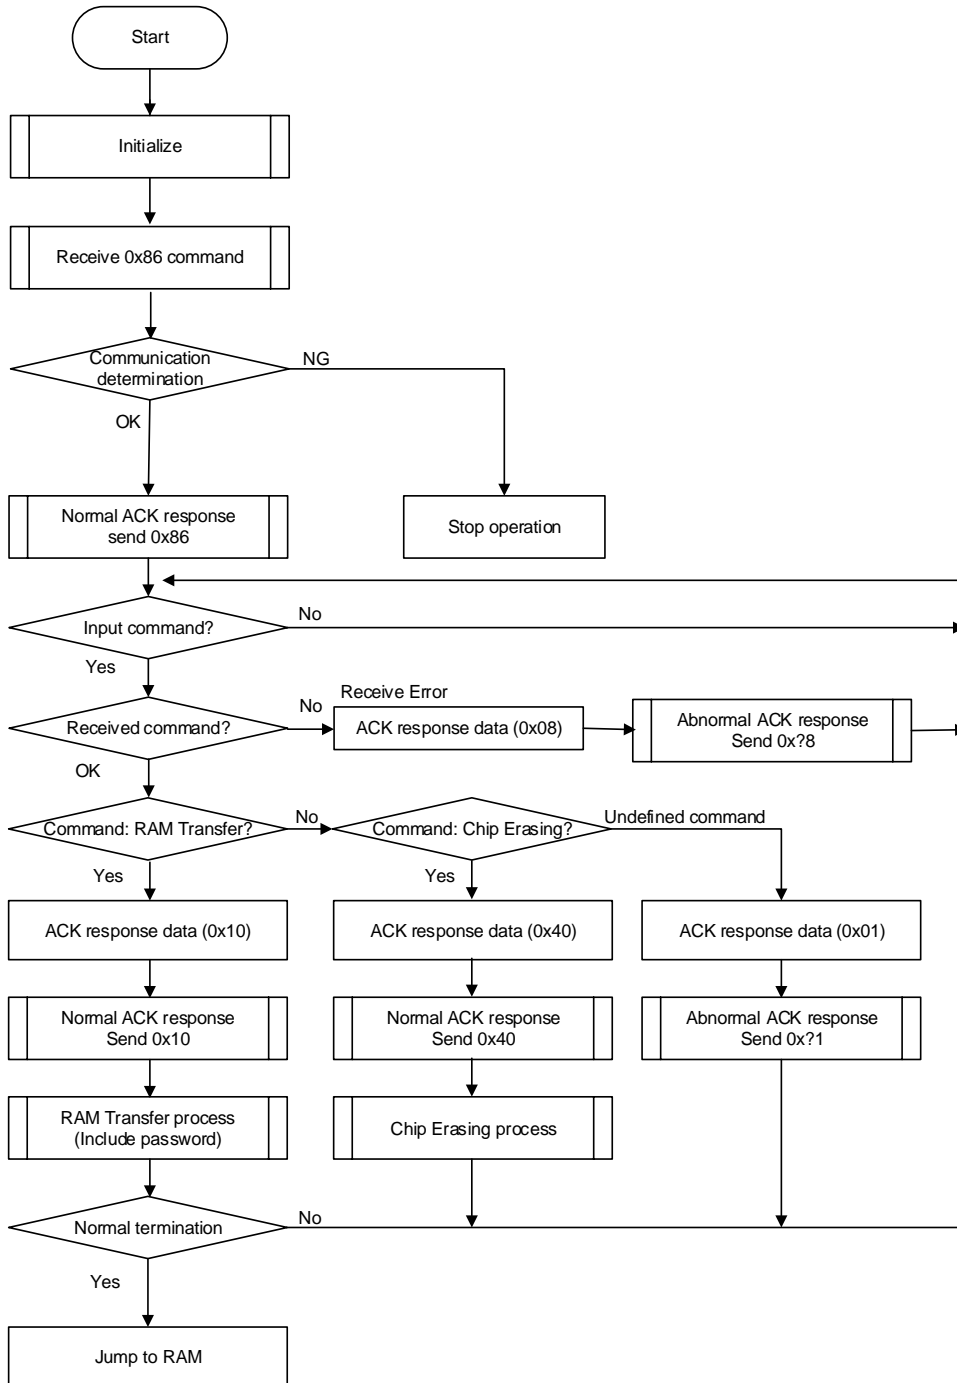 Start
Initialize
Receive 0x86 command
Communication
determination
NG
OK
Normal ACK response
send 0x86
Stop operation
Input command?
No
Yes
Received command?
No
Receive Error
ACK response data (0x08)
Abnormal ACK response
Send 0x?8
OK
Command: RAM Transfer?
No
Command: Chip Erasing?
Undefined command
Yes
Yes
ACK response data (0x10)
ACK response data (0x40)
ACK response data (0x01)
Normal ACK response
Send 0x10
Normal ACK response
Send 0x40
Abnormal ACK response
Send 0x?1
RAM Transfer process
(Include password)
Chip Erasing process
Normal termination
No
Yes
Jump to RAM